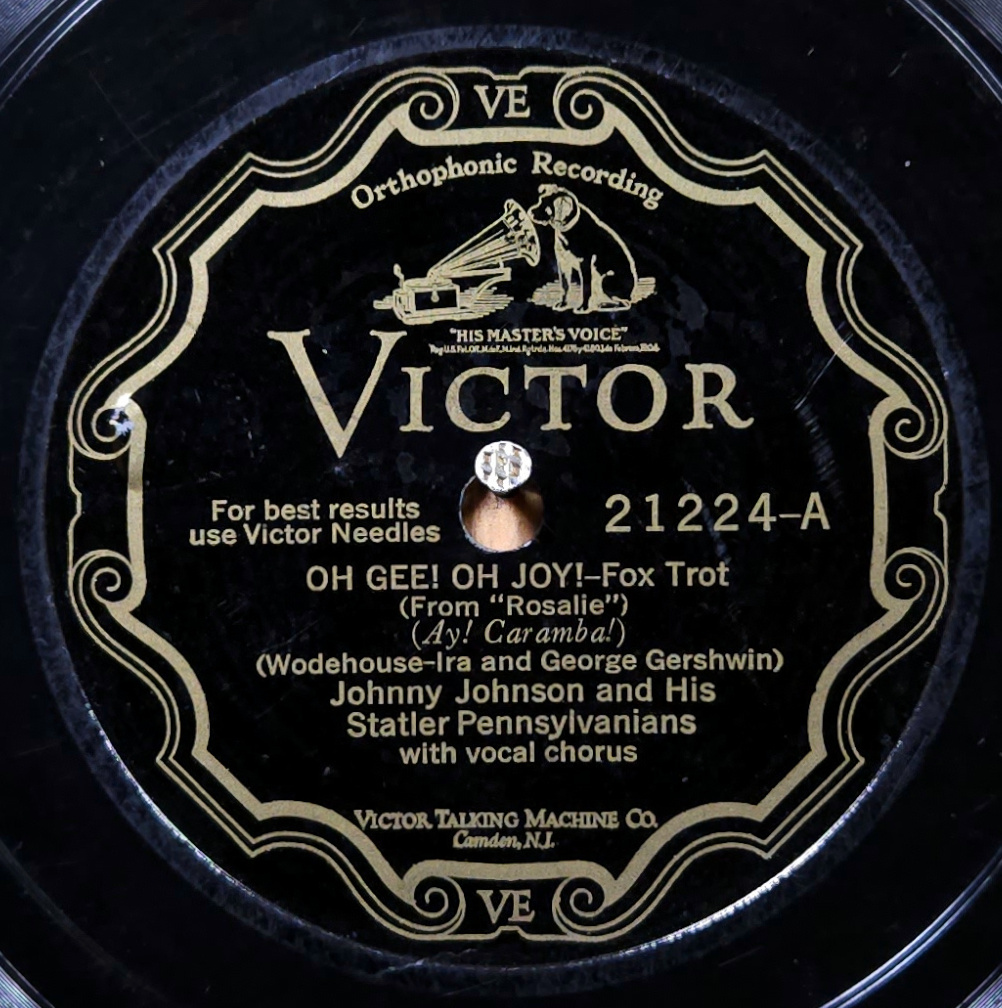 VE
Orthophonic Recording
"HIS MASTER'S VOICE"
VICTOR
For best results
use Victor Needles
21224-A
OH GEE! OH JOY!-Fox Trot
(From "Rosalie")
(Ay! Caramba!)
(Wodehouse-Ira and George Gershwin)
Johnny Johnson and His
Statler Pennsylvanians
with vocal chorus
VICTOR TALKING MACHINE CO.
Camden, N.J.
VE